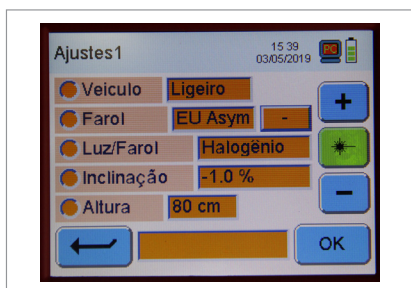 Ajustes1
15 39
03/05/2019
PC
Veiculo Ligeiro
Farol EU Asym -
Luz/Farol Halogënio
Inclinação -1.0 %
Altura 80 cm
+
−
OK